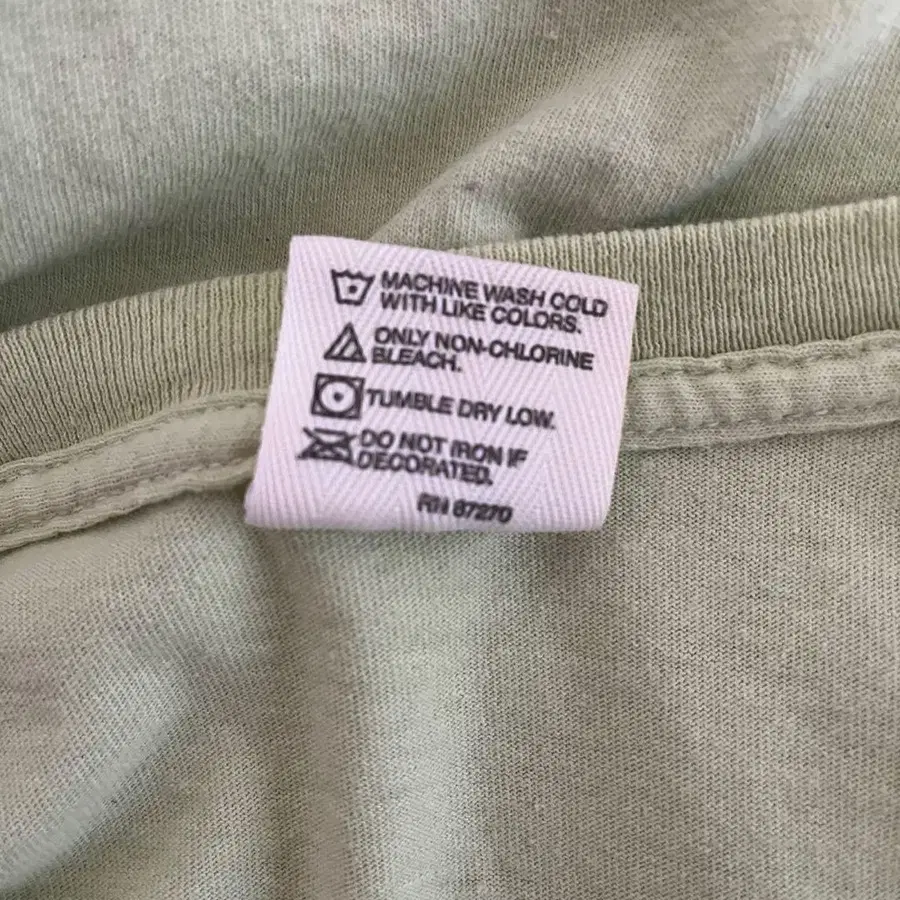 MACHINE WASH COLD
WITH LIKE COLORS.
ONLY NON-CHLORINE
BLEACH.
TUMBLE DRY LOW.
DO NOT IRON IF
DECORATED.
RN 87270